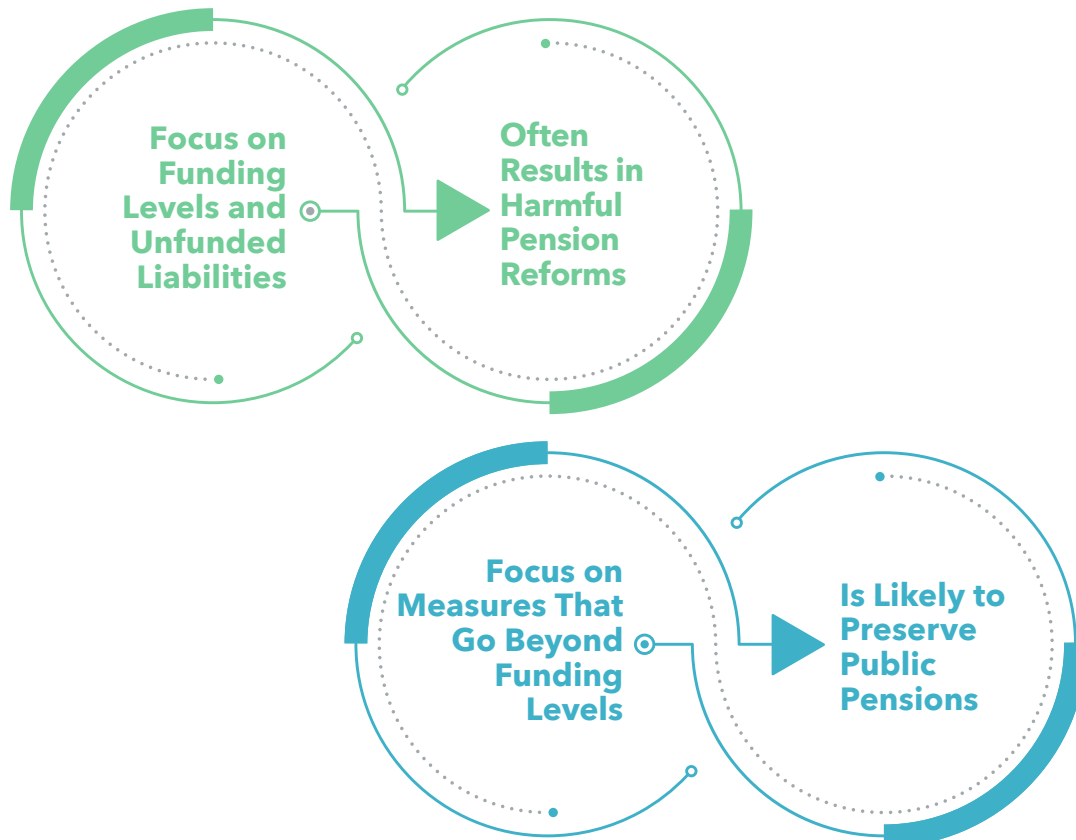 Focus on
Funding
Levels and
Unfunded
Liabilities
Often
Results in
Harmful
Pension
Reforms
Focus on
Measures That
Go Beyond
Funding
Levels
Is Likely to
Preserve
Public
Pensions